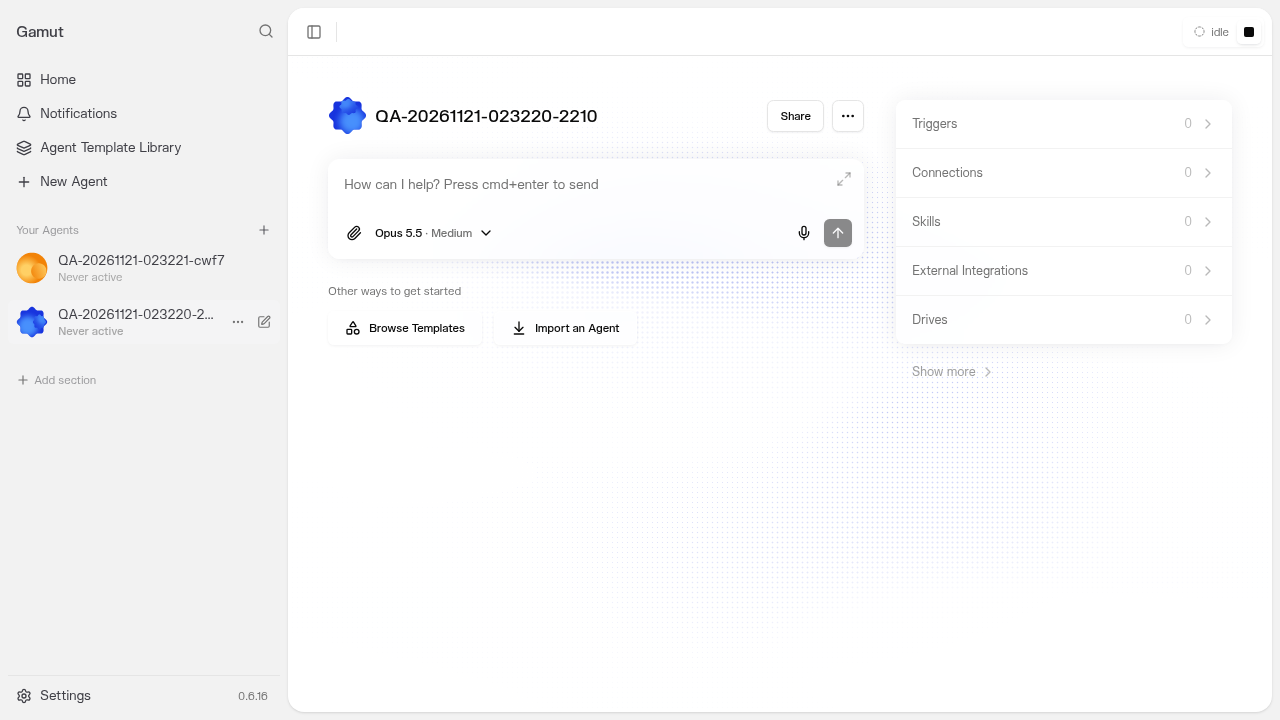 Gamut
Home
Notifications
Agent Template Library
New Agent
Your Agents
QA-20261121-023221-cwf7
Never active
QA-20261121-023220-2...
Never active
Add section
Settings
0.6.16
idle
QA-20261121-023220-2210
Share
How can I help? Press cmd+enter to send
Opus 5.5 · Medium
Other ways to get started
Browse Templates
Import an Agent
Triggers 0
Connections 0
Skills 0
External Integrations 0
Drives 0
Show more